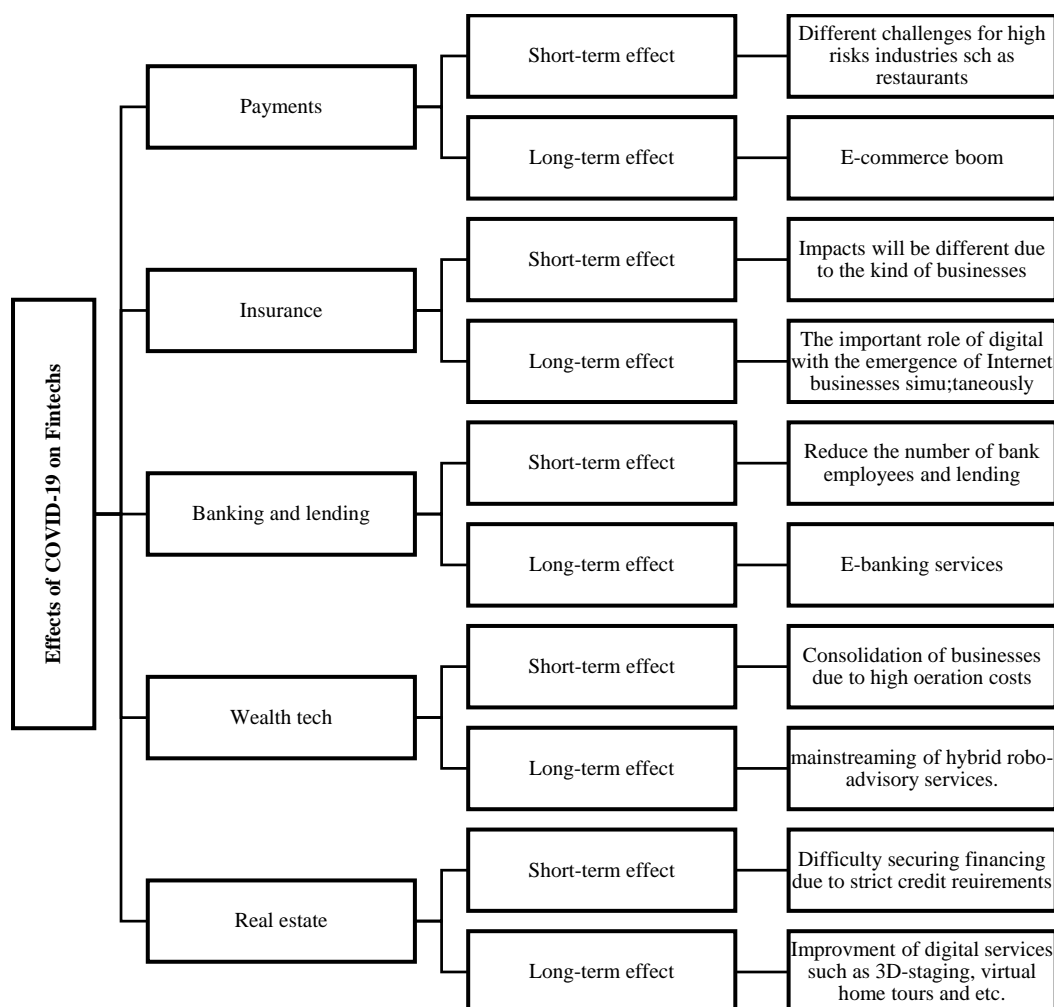 Effects of COVID-19 on Fintechs
Payments
Short-term effect
Different challenges for high
risks industries sch as
restaurants
Long-term effect
E-commerce boom
Insurance
Short-term effect
Impacts will be different due
to the kind of businesses
Long-term effect
The important role of digital
with the emergence of Internet
businesses simu;taneously
Banking and lending
Short-term effect
Reduce the number of bank
employees and lending
Long-term effect
E-banking services
Wealth tech
Short-term effect
Consolidation of businesses
due to high oeration costs
Long-term effect
mainstreaming of hybrid robo-
advisory services.
Real estate
Short-term effect
Difficulty securing financing
due to strict credit reuirements
Long-term effect
Improvment of digital services
such as 3D-staging, virtual
home tours and etc.